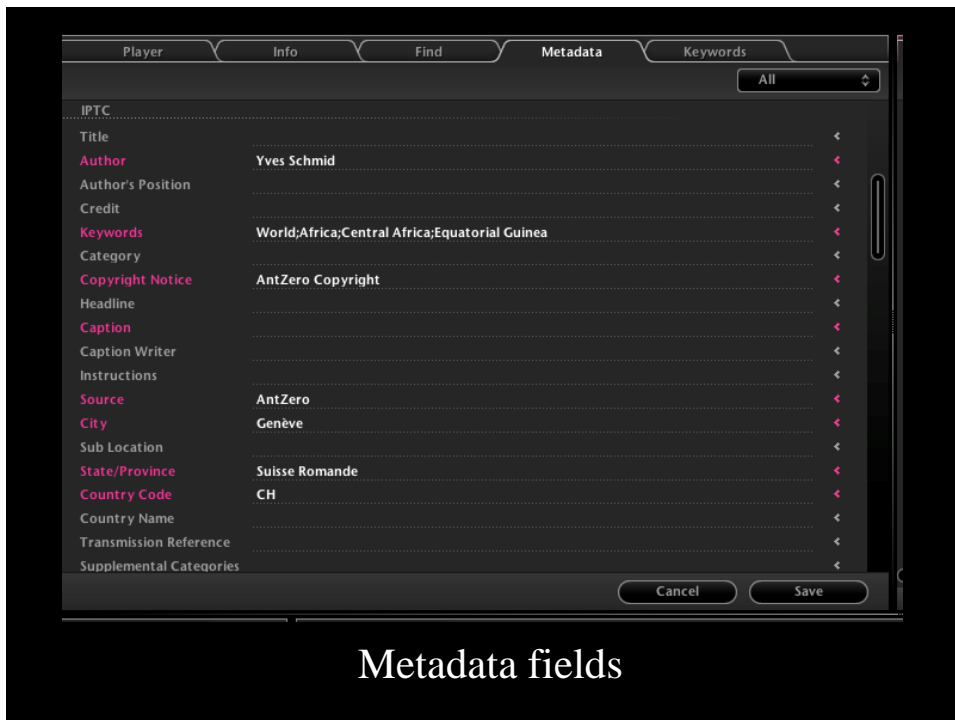 Player Info Find Metadata Keywords
All
IPTC
Title
Author Yves Schmid
Author's Position
Credit
Keywords World;Africa;Central Africa;Equatorial Guinea
Category
Copyright Notice AntZero Copyright
Headline
Caption
Caption Writer
Instructions
Source AntZero
City Genève
Sub Location
State/Province Suisse Romande
Country Code CH
Country Name
Transmission Reference
Supplemental Categories
Cancel Save
Metadata fields